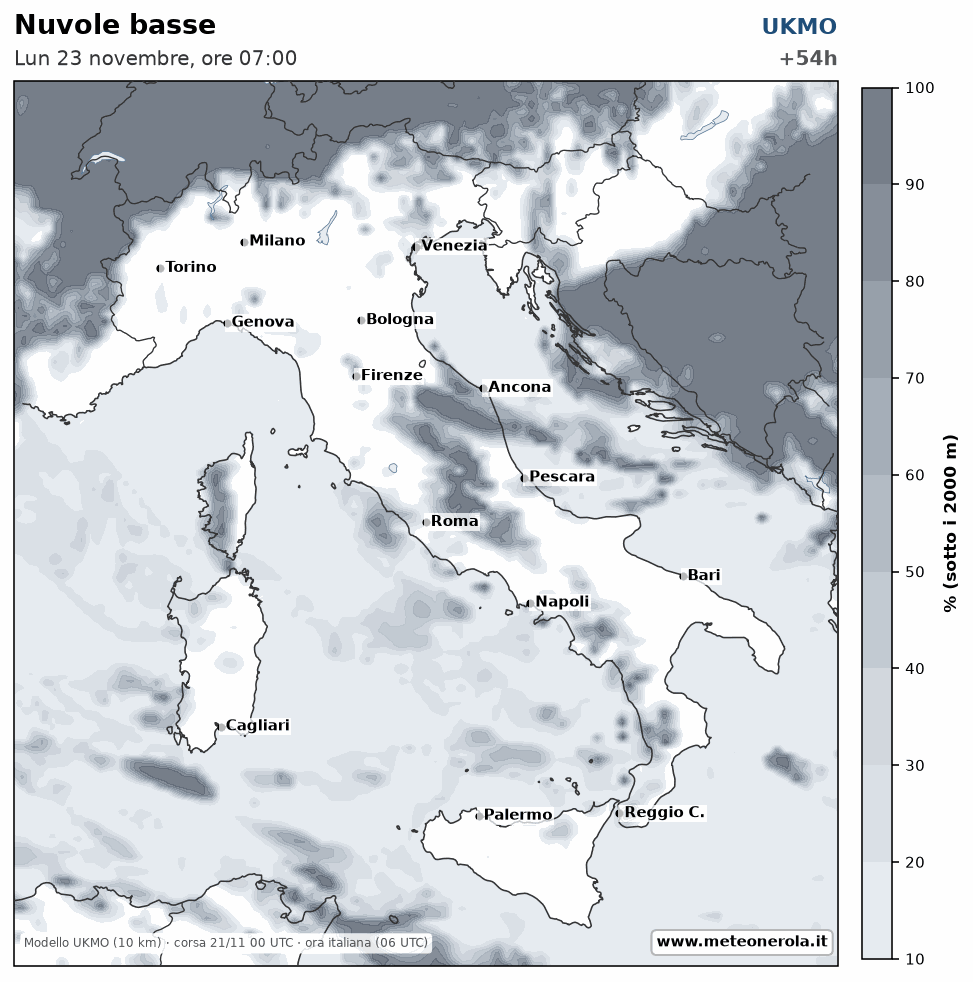 Nuvole basse
UKMO
Lun 23 novembre, ore 07:00
+54h
100
90
80
70
60
50
40
30
20
10
% (sotto i 2000 m)
Milano
Venezia
Torino
Genova
Bologna
Firenze
Ancona
Pescara
Roma
Bari
Napoli
Cagliari
Palermo
Reggio C.
Modello UKMO (10 km) · corsa 21/11 00 UTC · ora italiana (06 UTC)
www.meteonerola.it